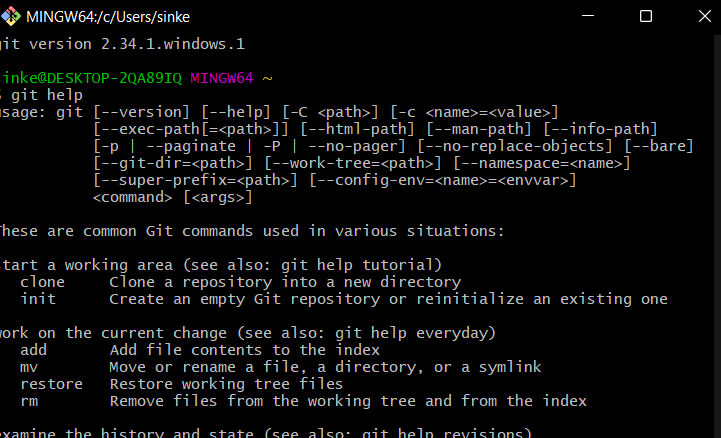 MINGW64:/c/Users/sinke
git version 2.34.1.windows.1
sinke@DESKTOP-2QA89IQ MINGW64 ~
$ git help
usage: git [--version] [--help] [-C <path>] [-c <name>=<value>]
           [--exec-path[=<path>]] [--html-path] [--man-path] [--info-path]
           [-p | --paginate | -P | --no-pager] [--no-replace-objects] [--bare]
           [--git-dir=<path>] [--work-tree=<path>] [--namespace=<name>]
           [--super-prefix=<path>] [--config-env=<name>=<envvar>]
           <command> [<args>]
These are common Git commands used in various situations:
start a working area (see also: git help tutorial)
   clone     Clone a repository into a new directory
   init      Create an empty Git repository or reinitialize an existing one
work on the current change (see also: git help everyday)
   add       Add file contents to the index
   mv        Move or rename a file, a directory, or a symlink
   restore   Restore working tree files
   rm        Remove files from the working tree and from the index
examine the history and state (see also: git help revisions)